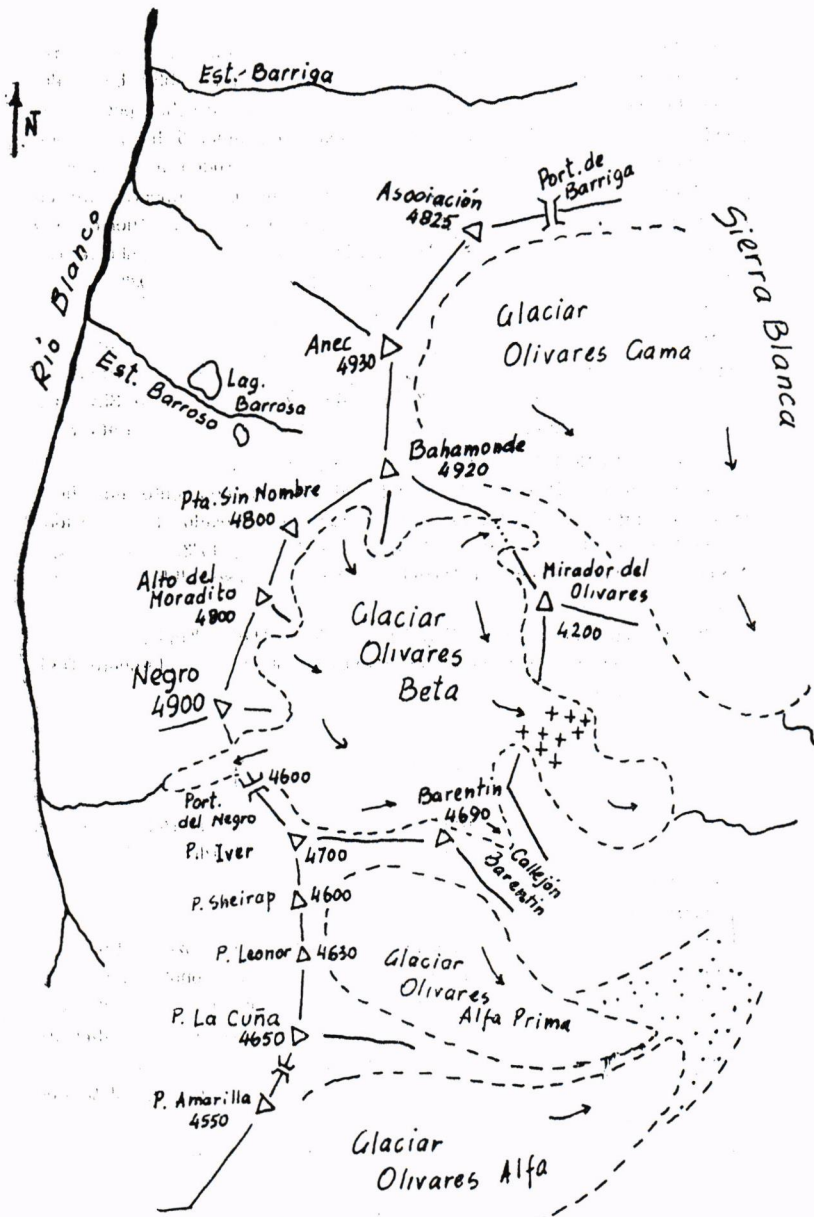 Est. Barriga
N
Asociación
4825
Port. de
Barriga
Sierra Blanca
Río Blanco
Glaciar
Olivares Gama
Anec
4930
Lag.
Barrosa
Est. Barroso
Bahamonde
4920
Pta. Sin Nombre
4800
Mirador del
Olivares
4200
Alto del
Moradito
4800
Glaciar
Olivares
Beta
Negro
4900
4600
Port.
del Negro
Barentin
4690
P. Iver
4700
Callejón
Barentin
P. Sheirap
4600
P. Leonor
4630
Glaciar
Olivares
Alfa Prima
P. La Cuña
4650
P. Amarilla
4550
Glaciar
Olivares Alfa